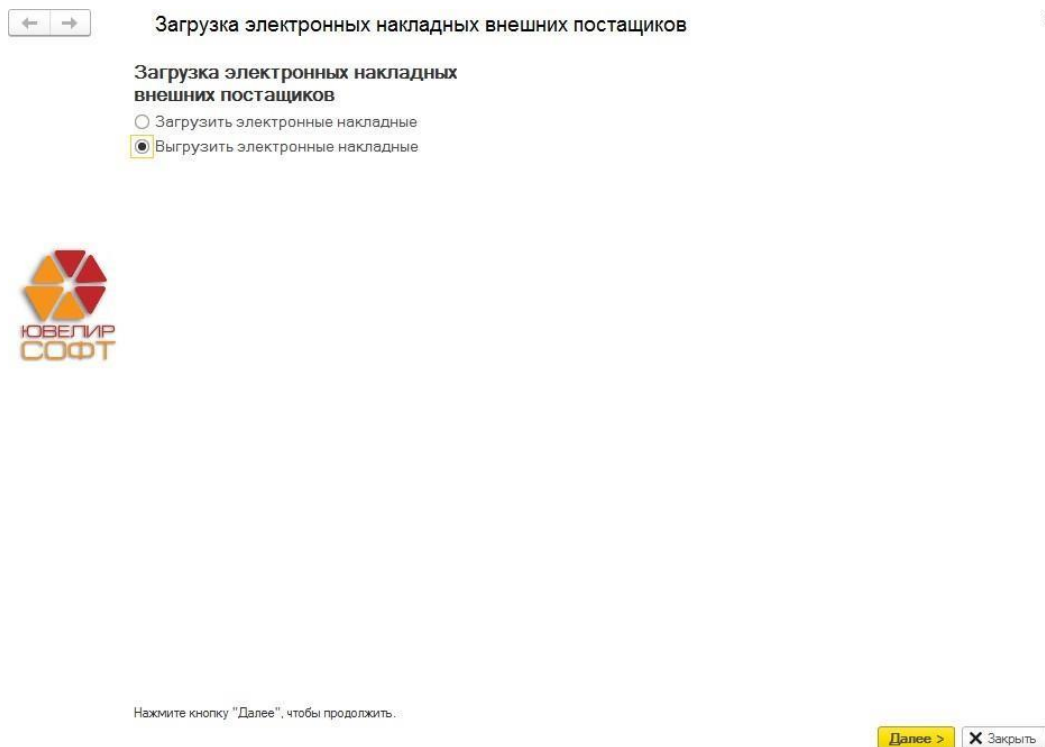 Загрузка электронных накладных внешних постащиков
Загрузка электронных накладных
внешних постащиков
Загрузить электронные накладные
Выгрузить электронные накладные
ЮВЕЛИР
СОФТ
Нажмите кнопку "Далее", чтобы продолжить.
Далее >
Закрыть